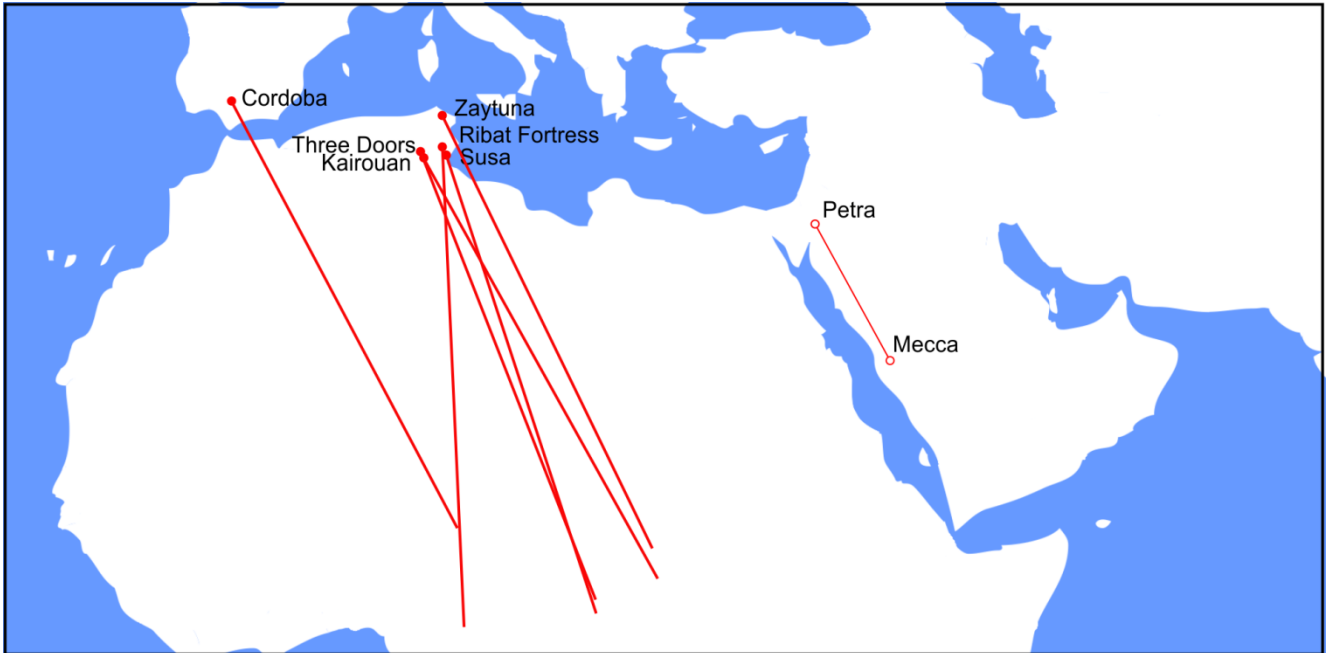 Cordoba
Zaytuna
Ribat Fortress
Three Doors
Susa
Kairouan
Petra
Mecca